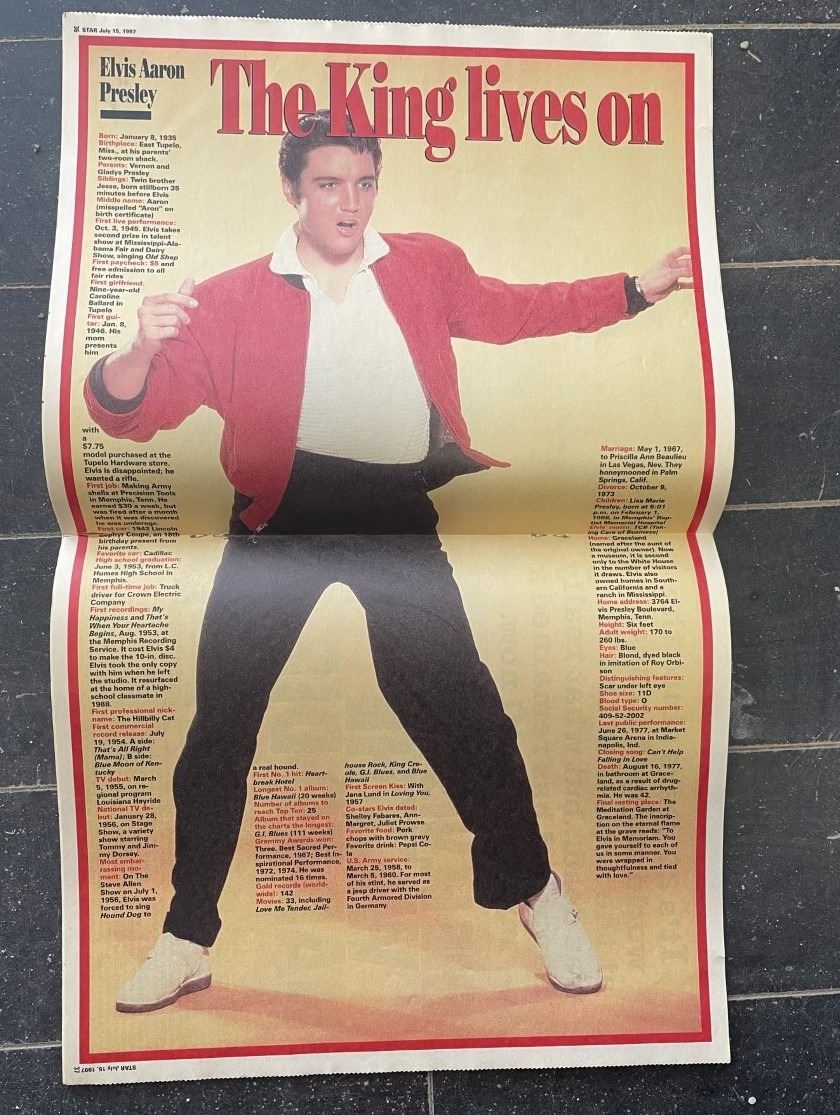 36 STAR July 15, 1997
Elvis Aaron
Presley
The King lives on
Born: January 8, 1935
Birthplace: East Tupelo,
Miss., at his parents'
two-room shack.
Parents: Vernon and
Gladys Presley
Siblings: Twin brother
Jesse, born stillborn 35
minutes before Elvis
Middle name: Aaron
(misspelled "Aron" on
birth certificate)
First live performance:
Oct. 3, 1945. Elvis takes
second prize in talent
show at Mississippi-Ala-
bama Fair and Dairy
Show, singing Old Shep
First paycheck: $5 and
free admission to all
fair rides
First girlfriend:
Nine-year-old
Caroline
Ballard in
Tupelo
First gui-
tar: Jan. 8,
1946. His
mom
presents
him
with
a
$7.75
model purchased at the
Tupelo Hardware store.
Elvis is disappointed; he
wanted a rifle.
First job: Making Army
shells at Precision Tools
in Memphis, Tenn. He
earned $30 a week, but
was fired after a month
when it was discovered
he was underage.
First car: 1942 Lincoln
Zephyr Coupe, an 18th
birthday present from
his parents.
Favorite car: Cadillac
High school graduation:
June 3, 1953, from L.C.
Humes High School in
Memphis.
First full-time job: Truck
driver for Crown Electric
Company
First recordings: My
Happiness and That's
When Your Heartache
Begins, Aug. 1953, at
the Memphis Recording
Service. It cost Elvis $4
to make the 10-in. disc.
Elvis took the only copy
with him when he left
the studio. It resurfaced
at the home of a high-
school classmate in
1988.
First professional nick-
name: The Hillbilly Cat
First commercial
record release: July
19, 1954. A side:
That's All Right
(Mama); B side:
Blue Moon of Ken-
tucky
TV debut: March
5, 1955, on re-
gional program
Louisiana Hayride
National TV de-
but: January 28,
1956, on Stage
Show, a variety
show starring
Tommy and Jim-
my Dorsey.
Most embar-
rassing mo-
ment: On The
Steve Allen
Show on July 1,
1956, Elvis was
forced to sing
Hound Dog to
a real hound.
First No. 1 hit: Heart-
break Hotel
Longest No. 1 album:
Blue Hawaii (20 weeks)
Number of albums to
reach Top Ten: 25
Album that stayed on
the charts the longest:
G.I. Blues (111 weeks)
Grammy Awards won:
Three. Best Sacred Per-
formance, 1967; Best In-
spirational Performance,
1972, 1974. He was
nominated 16 times.
Gold records (world-
wide): 142
Movies: 33, including
Love Me Tender, Jail-
house Rock, King Cre-
ole, G.I. Blues, and Blue
Hawaii
First Screen Kiss: With
Jana Lund in Loving You,
1957
Co-stars Elvis dated:
Shelley Fabares, Ann-
Margret, Juliet Prowse
Favorite food: Pork
chops with brown gravy
Favorite drink: Pepsi Co-
la
U.S. Army service:
March 25, 1958, to
March 5, 1960. For most
of his stint, he served as
a jeep driver with the
Fourth Armored Division
in Germany.
Marriage: May 1, 1967,
to Priscilla Ann Beaulieu
in Las Vegas, Nev. They
honeymooned in Palm
Springs, Calif.
Divorce: October 9,
1973
Children: Lisa Marie
Presley, born at 5:01
p.m. on February 1,
1968, in Memphis' Bap-
tist Memorial Hospital
Elvis' motto: TCB (Tak-
ing Care of Business)
Home: Graceland
(named after the aunt of
the original owner). Now
a museum, it is second
only to the White House
in the number of visitors
it draws. Elvis also
owned homes in South-
ern California and a
ranch in Mississippi.
Home address: 3764 El-
vis Presley Boulevard,
Memphis, Tenn.
Height: Six feet
Adult weight: 170 to
260 lbs.
Eyes: Blue
Hair: Blond, dyed black
in imitation of Roy Orbi-
son
Distinguishing features:
Scar under left eye
Shoe size: 11D
Blood type: O
Social Security number:
409-52-2002
Last public performance:
June 26, 1977, at Market
Square Arena in India-
napolis, Ind.
Closing song: Can't Help
Falling in Love
Death: August 16, 1977,
in bathroom at Grace-
land, as a result of drug-
related cardiac arrhyth-
mia. He was 42.
Final resting place: The
Meditation Garden at
Graceland. The inscrip-
tion on the eternal flame
at the grave reads: "To
Elvis in Memoriam. You
gave yourself to each of
us in some manner. You
were wrapped in
thoughtfulness and tied
with love."
STAR July 15, 1997 37